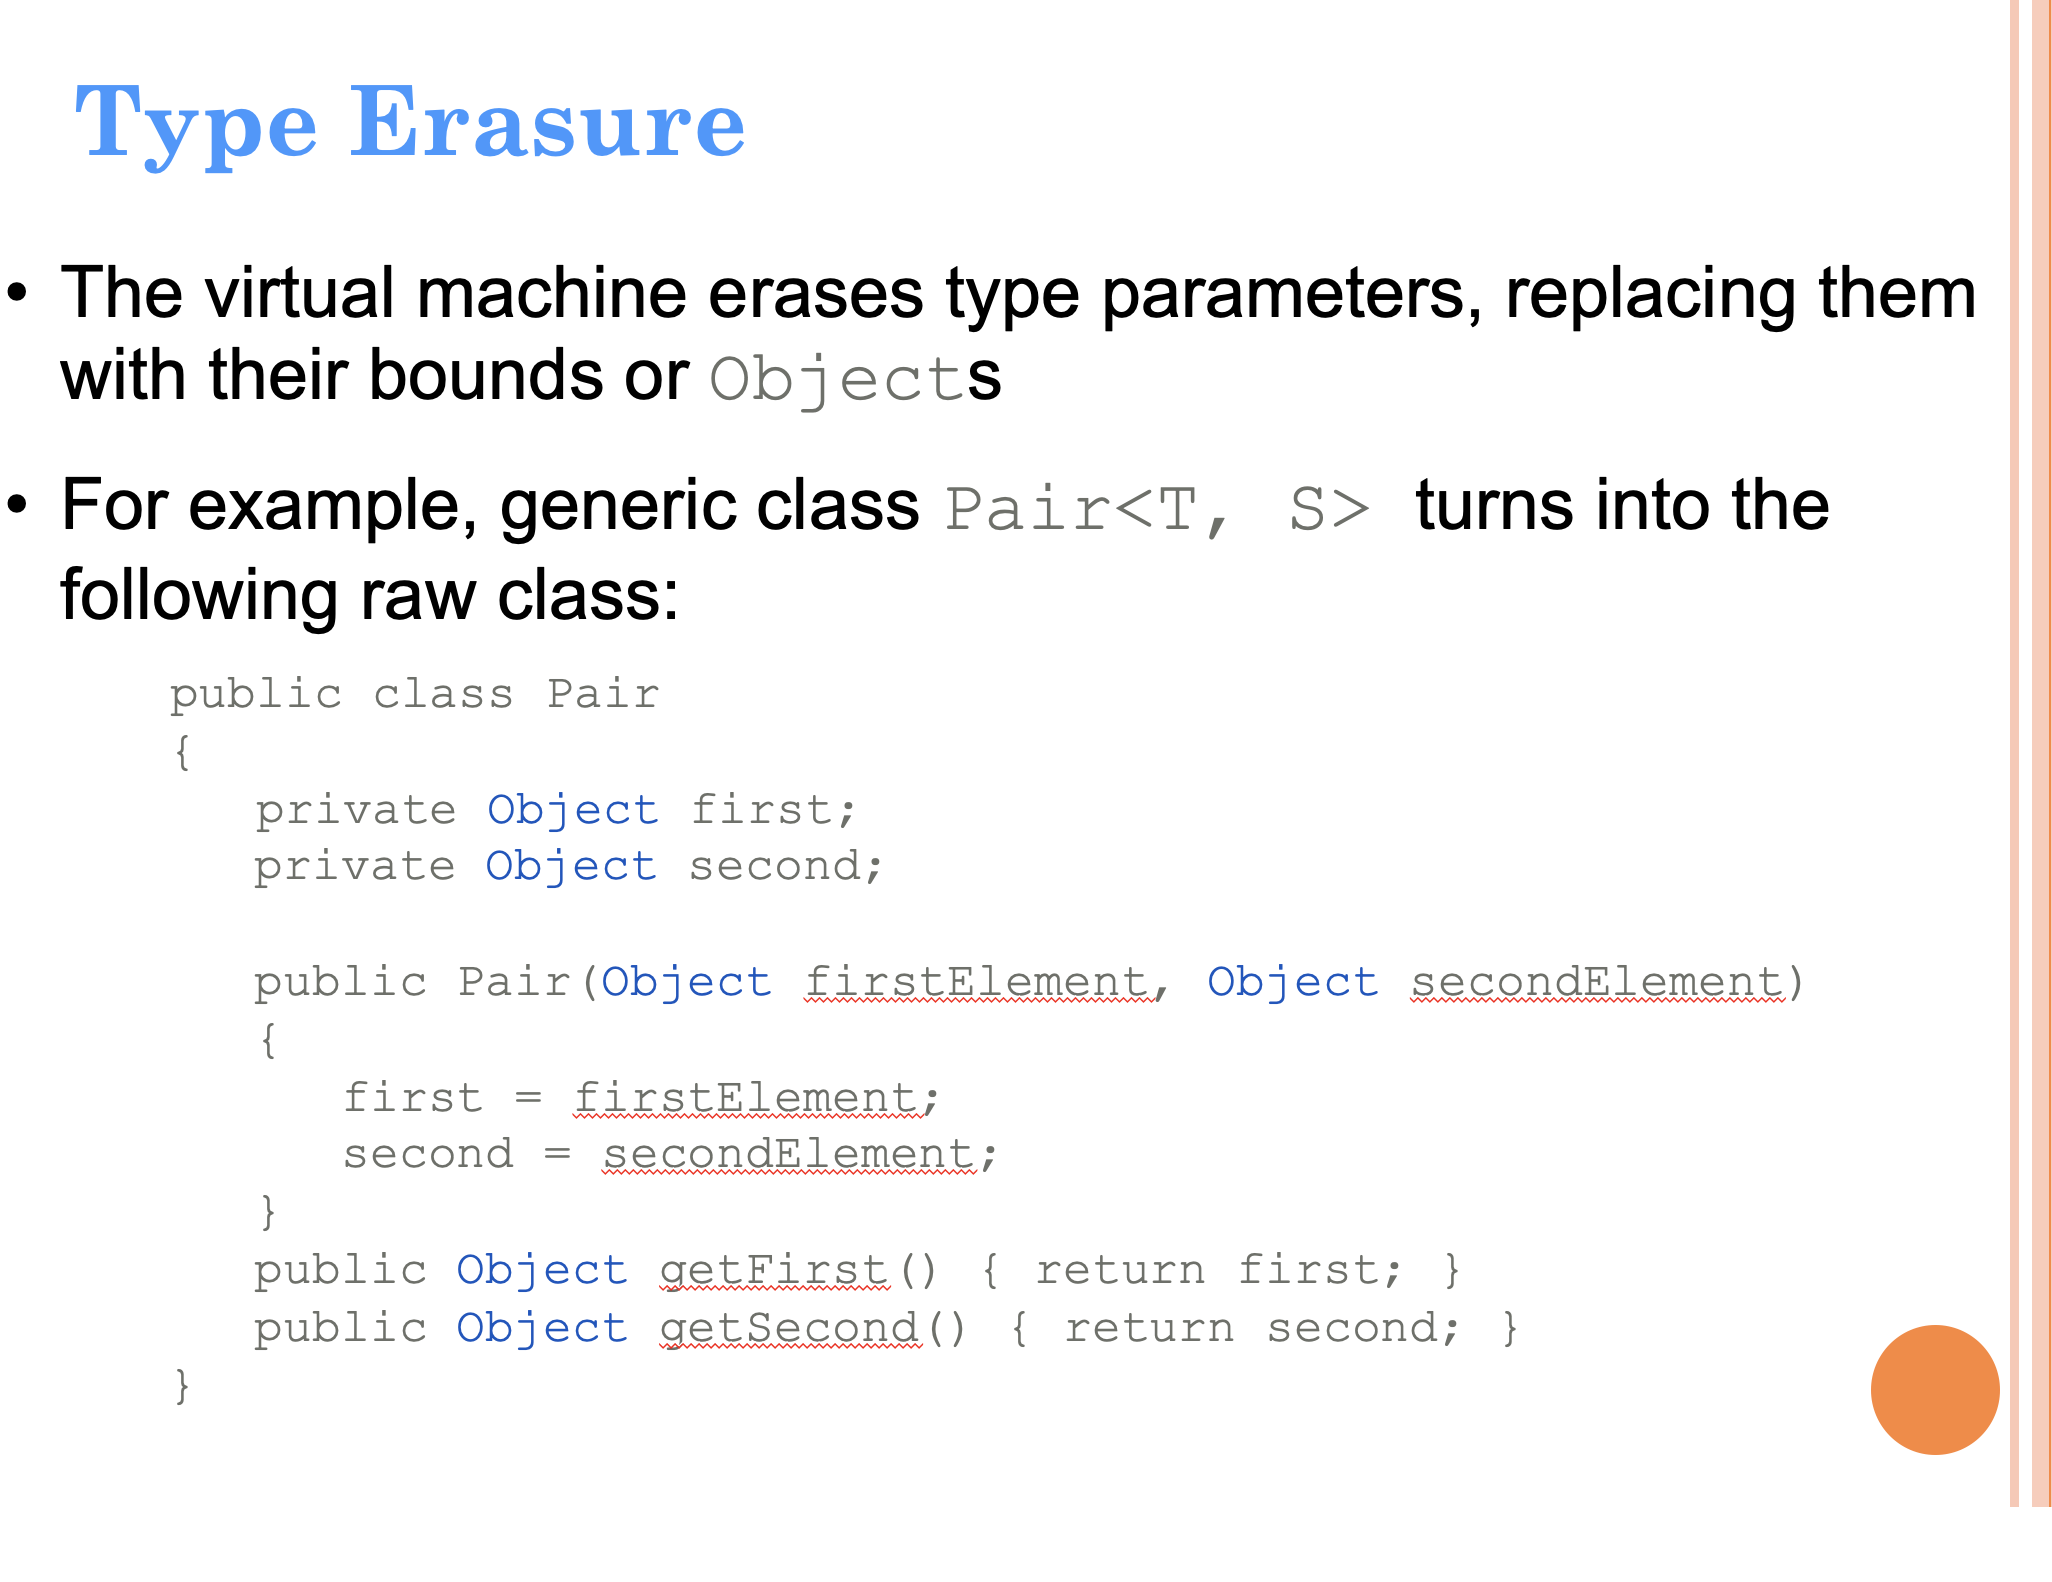 Type Erasure
• The virtual machine erases type parameters, replacing them
with their bounds or Objects
• For example, generic class Pair<T, S> turns into the
following raw class:
public class Pair
{
   private Object first;
   private Object second;

   public Pair(Object firstElement, Object secondElement)
   {
      first = firstElement;
      second = secondElement;
   }
   public Object getFirst() { return first; }
   public Object getSecond() { return second; }
}